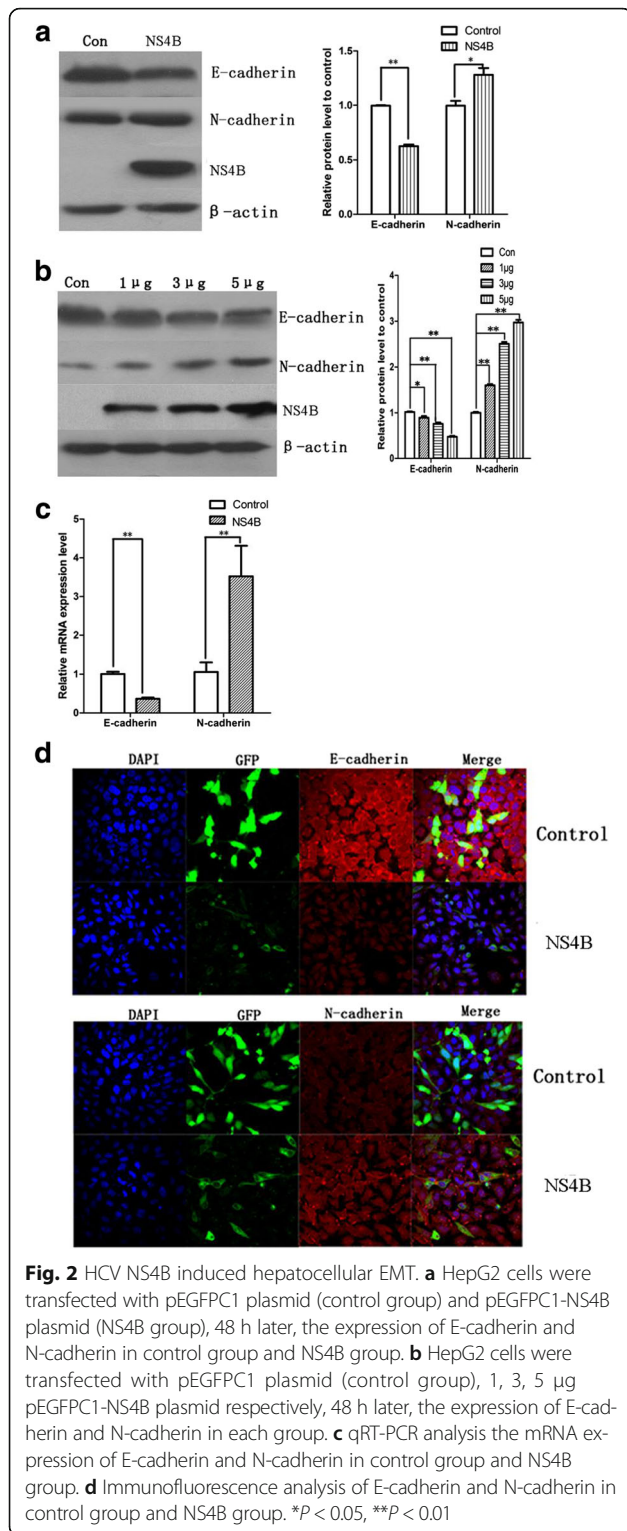 a
Con NS4B
E-cadherin
N-cadherin
NS4B
β-actin
Relative protein level to control
1.5
1.0
0.5
0.0
Control
NS4B
**
*
E-cadherin N-cadherin
b
Con 1 μg 3 μg 5 μg
E-cadherin
N-cadherin
NS4B
β-actin
Relative protein level to control
4
3
2
1
0
Con
1μg
3μg
5μg
**
**
*
**
**
**
E-cadherin N-cadherin
c
Relative mRNA expression level
5
4
3
2
1
0
Control
NS4B
**
**
E-cadherin N-cadherin
d
DAPI GFP E-cadherin Merge
Control
NS4B
DAPI GFP N-cadherin Merge
Control
NS4B
Fig. 2 HCV NS4B induced hepatocellular EMT. a HepG2 cells were
transfected with pEGFPC1 plasmid (control group) and pEGFPC1-NS4B
plasmid (NS4B group), 48 h later, the expression of E-cadherin and
N-cadherin in control group and NS4B group. b HepG2 cells were
transfected with pEGFPC1 plasmid (control group), 1, 3, 5 μg
pEGFPC1-NS4B plasmid respectively, 48 h later, the expression of E-cad-
herin and N-cadherin in each group. c qRT-PCR analysis the mRNA ex-
pression of E-cadherin and N-cadherin in control group and NS4B
group. d Immunofluorescence analysis of E-cadherin and N-cadherin in
control group and NS4B group. *P < 0.05, **P < 0.01